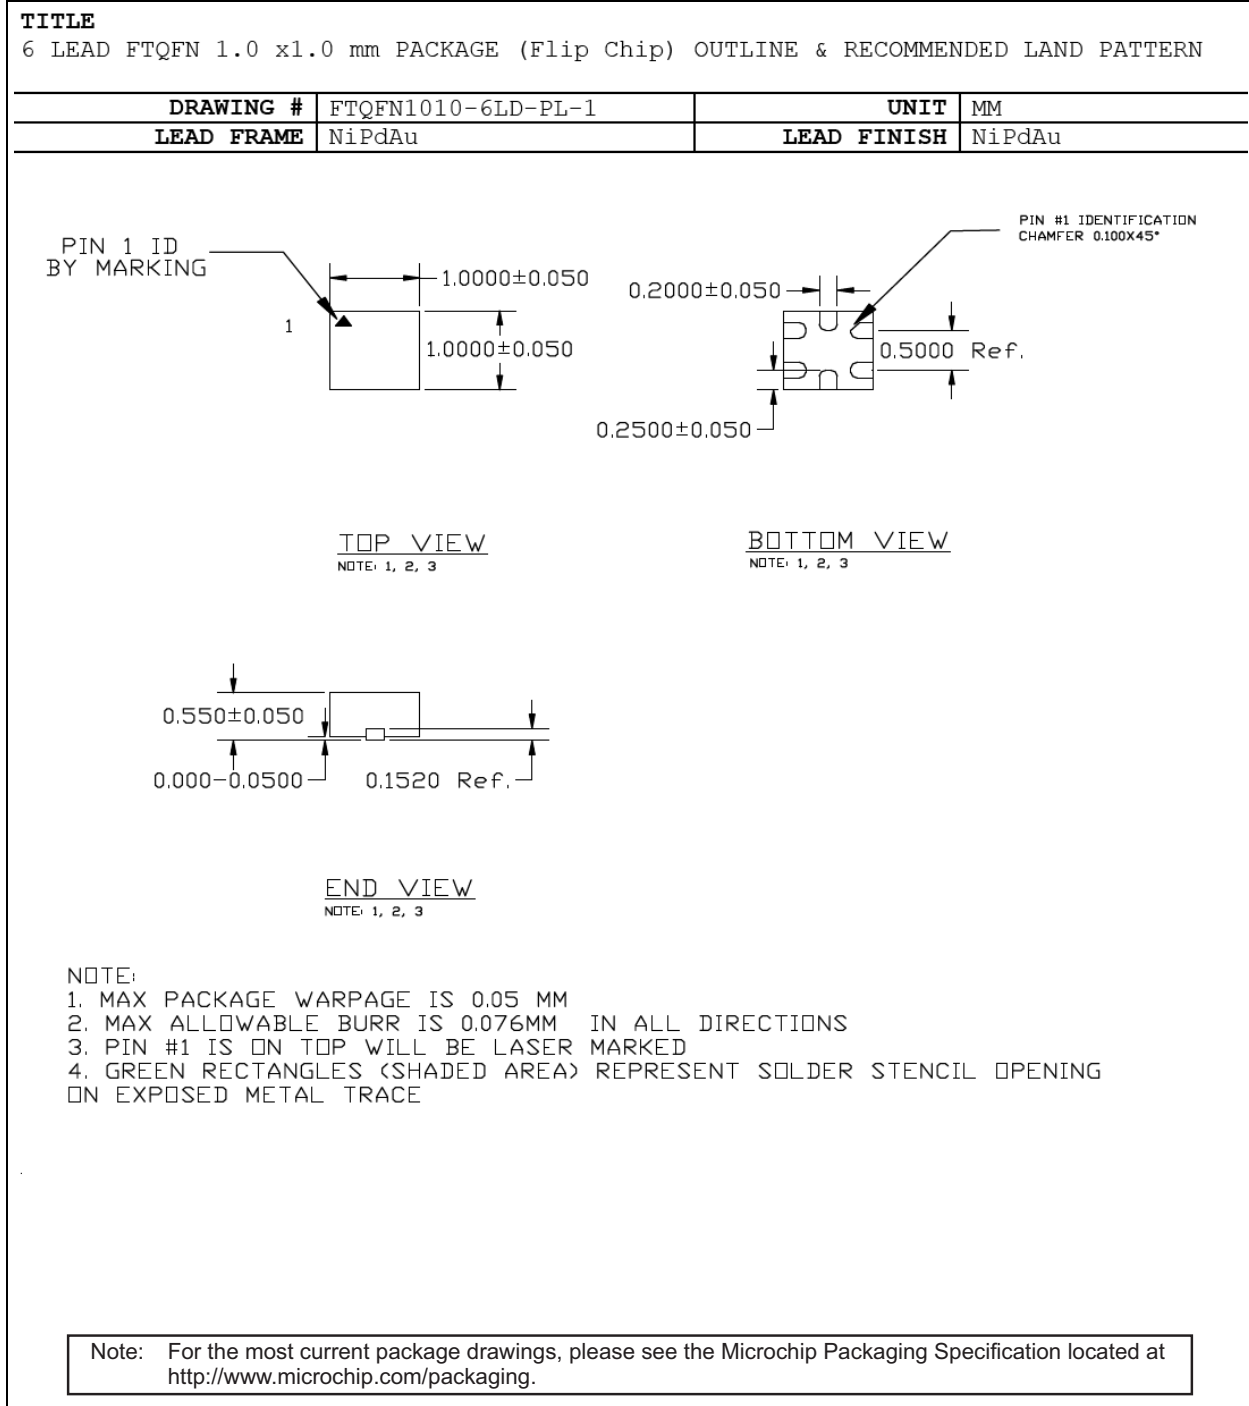 TITLE
6 LEAD FTQFN 1.0 x1.0 mm PACKAGE (Flip Chip) OUTLINE & RECOMMENDED LAND PATTERN
DRAWING # FTQFN1010-6LD-PL-1 UNIT MM
LEAD FRAME NiPdAu LEAD FINISH NiPdAu
PIN 1 ID
BY MARKING
1
1.0000±0.050
1.0000±0.050
PIN #1 IDENTIFICATION
CHAMFER 0.100X45°
0.2000±0.050
0.5000 Ref.
0.2500±0.050
TOP VIEW
NOTE: 1, 2, 3
BOTTOM VIEW
NOTE: 1, 2, 3
0.550±0.050
0.000-0.0500
0.1520 Ref.
END VIEW
NOTE: 1, 2, 3
NOTE:
1. MAX PACKAGE WARPAGE IS 0.05 MM
2. MAX ALLOWABLE BURR IS 0.076MM IN ALL DIRECTIONS
3. PIN #1 IS ON TOP WILL BE LASER MARKED
4. GREEN RECTANGLES (SHADED AREA) REPRESENT SOLDER STENCIL OPENING
ON EXPOSED METAL TRACE
Note: For the most current package drawings, please see the Microchip Packaging Specification located at
http://www.microchip.com/packaging.